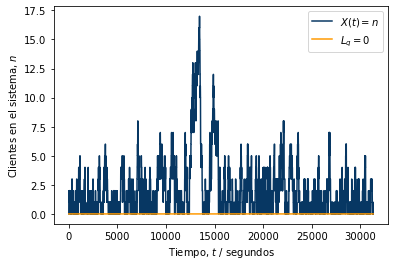 17.5
15.0
12.5
10.0
7.5
5.0
2.5
0.0
Clientes en el sistema, n
0 5000 10000 15000 20000 25000 30000
Tiempo, t / segundos
X(t) = n
L_q = 0